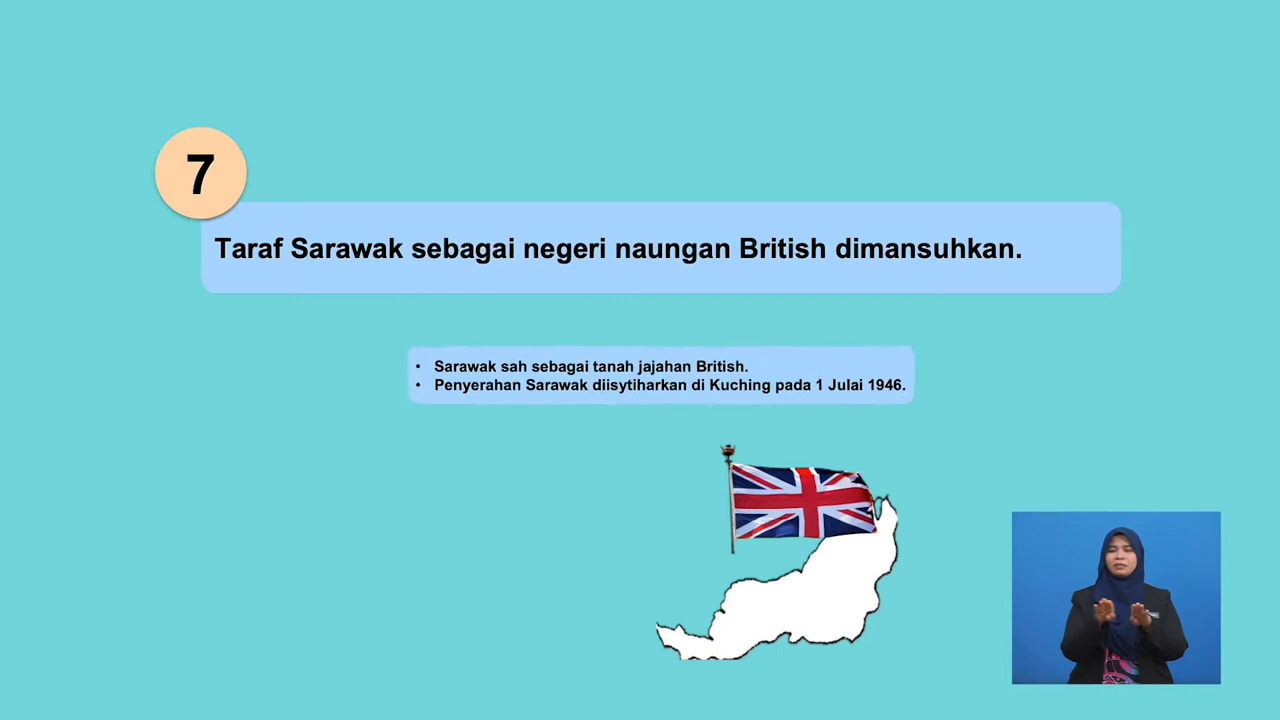 7
Taraf Sarawak sebagai negeri naungan British dimansuhkan.
• Sarawak sah sebagai tanah jajahan British.
• Penyerahan Sarawak diisytiharkan di Kuching pada 1 Julai 1946.